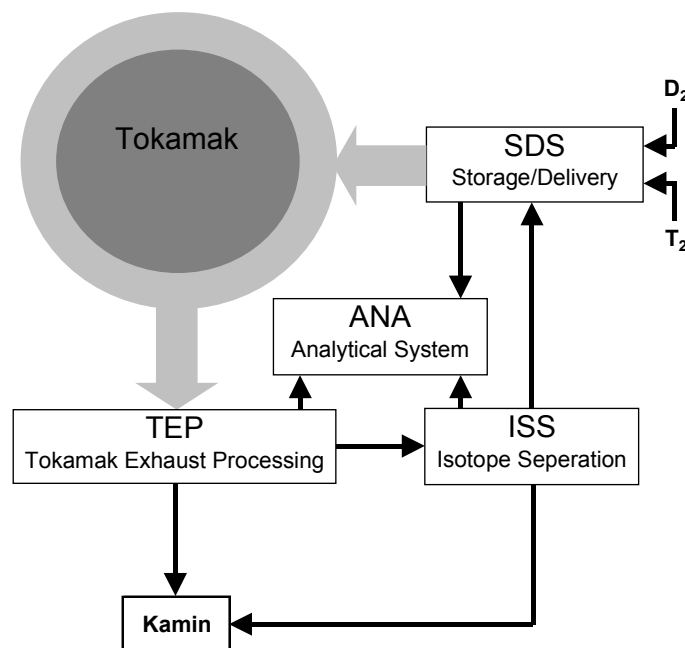 Tokamak
D₂
SDS
Storage/Delivery
T₂
ANA
Analytical System
TEP
Tokamak Exhaust Processing
ISS
Isotope Seperation
Kamin